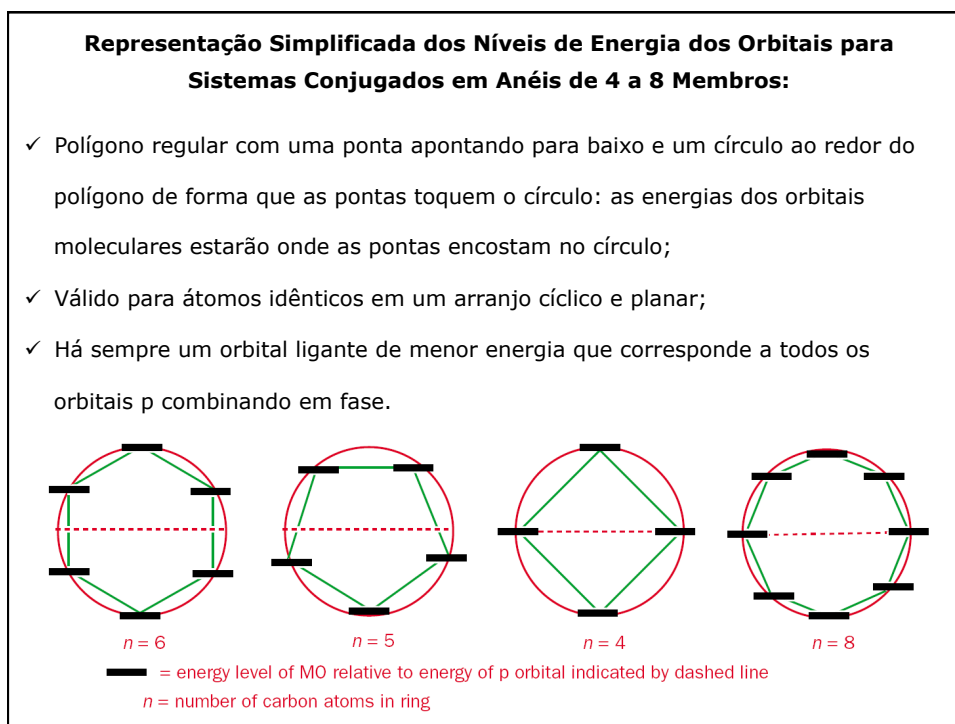 Representação Simplificada dos Níveis de Energia dos Orbitais para
Sistemas Conjugados em Anéis de 4 a 8 Membros:
✓ Polígono regular com uma ponta apontando para baixo e um círculo ao redor do
polígono de forma que as pontas toquem o círculo: as energias dos orbitais
moleculares estarão onde as pontas encostam no círculo;
✓ Válido para átomos idênticos em um arranjo cíclico e planar;
✓ Há sempre um orbital ligante de menor energia que corresponde a todos os
orbitais p combinando em fase.
n = 6 n = 5 n = 4 n = 8
= energy level of MO relative to energy of p orbital indicated by dashed line
n = number of carbon atoms in ring